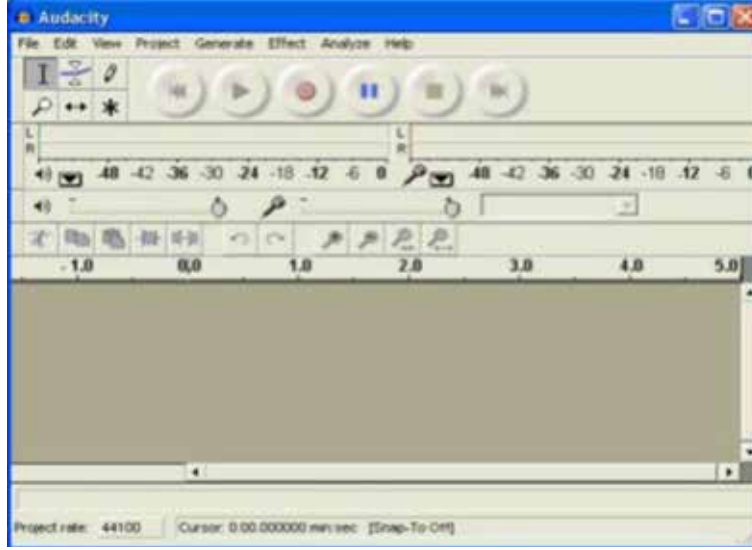 Audacity
File Edit View Project Generate Effect Analyze Help
L L
R R
-48 -42 -36 -30 -24 -18 -12 -6 0 -48 -42 -36 -30 -24 -18 -12 -6
- 1.0 0,0 1.0 2.0 3.0 4.0 5.0
Project rate: 44100 Cursor: 0:00.000000 min:sec [Snap-To Off]